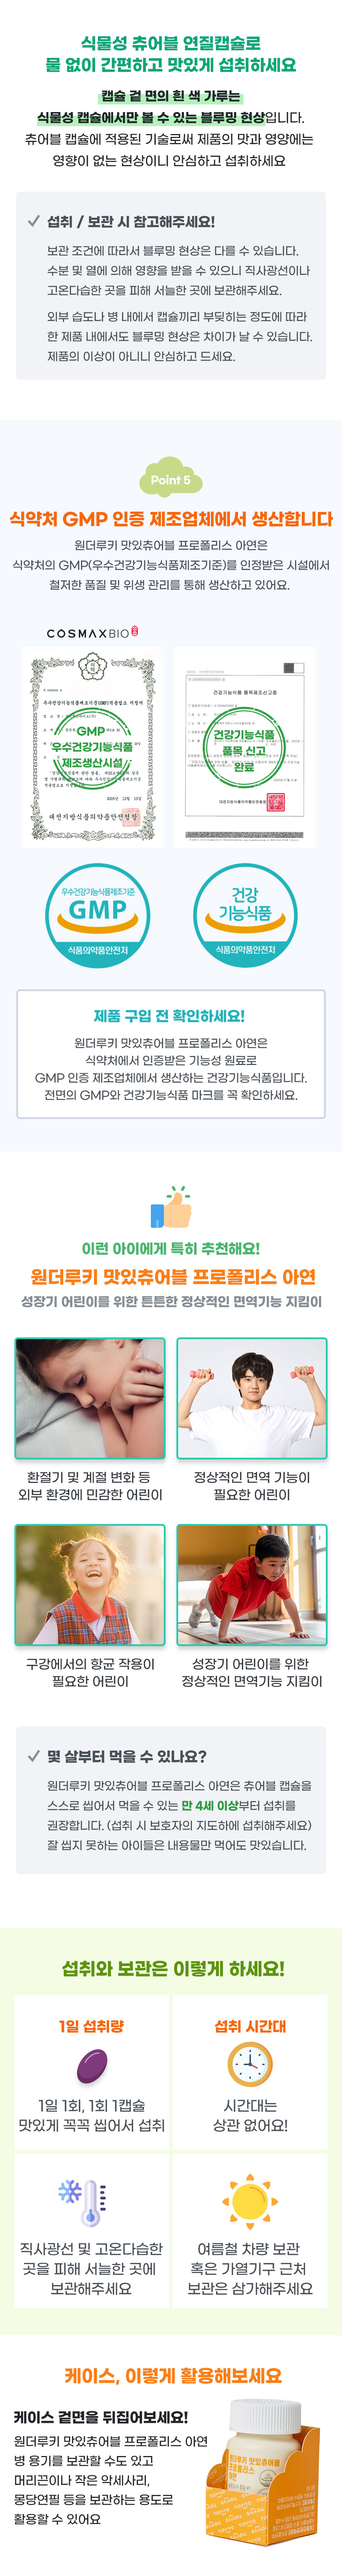 식물성 츄어블 연질캡슐로
물 없이 간편하고 맛있게 섭취하세요
캡슐 겉 면의 흰 색 가루는
식물성 캡슐에서만 볼 수 있는 블루밍 현상입니다.
츄어블 캡슐에 적용된 기술로써 제품의 맛과 영양에는
영향이 없는 현상이니 안심하고 섭취하세요
섭취 / 보관 시 참고해주세요!
보관 조건에 따라서 블루밍 현상은 다를 수 있습니다.
수분 및 열에 의해 영향을 받을 수 있으니 직사광선이나
고온다습한 곳을 피해 서늘한 곳에 보관해주세요.
외부 습도나 병 내에서 캡슐끼리 부딪히는 정도에 따라
한 제품 내에서도 블루밍 현상은 차이가 날 수 있습니다.
제품의 이상이 아니니 안심하고 드세요.
Point 5
식약처 GMP 인증 제조업체에서 생산합니다
원더루키 맛있츄어블 프로폴리스 아연은
식약처의 GMP(우수건강기능식품제조기준)를 인정받은 시설에서
철저한 품질 및 위생 관리를 통해 생산하고 있어요.
COSMAXBIO
GMP
우수건강기능식품
제조생산시설
대전지방식품의약품안전청장
건강기능식품 품목제조신고증
건강기능식품
품목 신고
완료
우수건강기능식품제조기준
GMP
식품의약품안전처
건강
기능식품
식품의약품안전처
제품 구입 전 확인하세요!
원더루키 맛있츄어블 프로폴리스 아연은
식약처에서 인증받은 기능성 원료로
GMP 인증 제조업체에서 생산하는 건강기능식품입니다.
전면의 GMP와 건강기능식품 마크를 꼭 확인하세요.
이런 아이에게 특히 추천해요!
원더루키 맛있츄어블 프로폴리스 아연
성장기 어린이를 위한 튼튼한 정상적인 면역기능 지킴이
환절기 및 계절 변화 등
외부 환경에 민감한 어린이
정상적인 면역 기능이
필요한 어린이
구강에서의 항균 작용이
필요한 어린이
성장기 어린이를 위한
정상적인 면역기능 지킴이
몇 살부터 먹을 수 있나요?
원더루키 맛있츄어블 프로폴리스 아연은 츄어블 캡슐을
스스로 씹어서 먹을 수 있는 만 4세 이상부터 섭취를
권장합니다. (섭취 시 보호자의 지도하에 섭취해주세요)
잘 씹지 못하는 아이들은 내용물만 먹어도 맛있습니다.
섭취와 보관은 이렇게 하세요!
1일 섭취량
1일 1회, 1회 1캡슐
맛있게 꼭꼭 씹어서 섭취
섭취 시간대
시간대는
상관 없어요!
직사광선 및 고온다습한
곳을 피해 서늘한 곳에
보관해주세요
여름철 차량 보관
혹은 가열기구 근처
보관은 삼가해주세요
케이스, 이렇게 활용해보세요
케이스 겉면을 뒤집어보세요!
원더루키 맛있츄어블 프로폴리스 아연
병 용기를 보관할 수도 있고
머리끈이나 작은 악세사리,
몽당연필 등을 보관하는 용도로
활용할 수 있어요